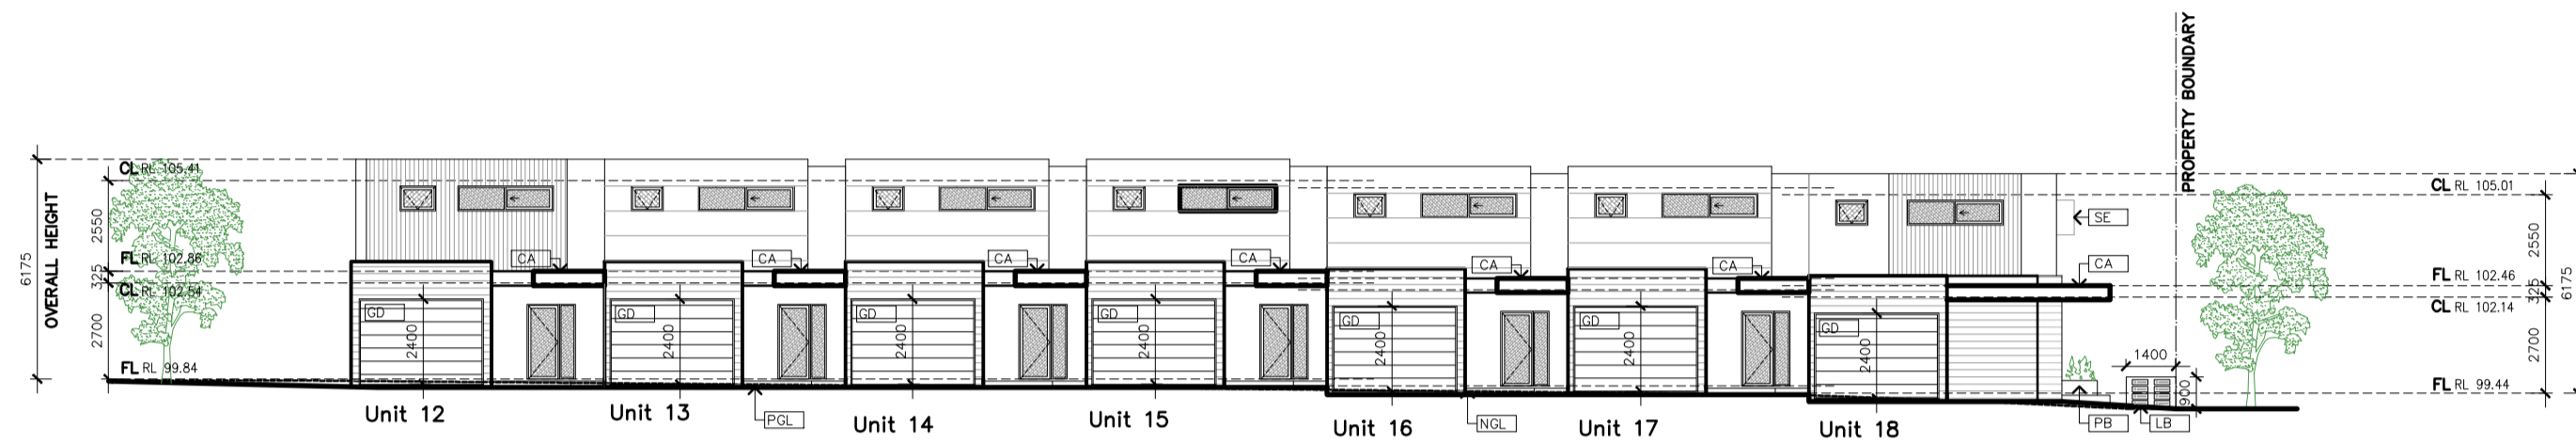 PROPERTY BOUNDARY
OVERALL HEIGHT
6175
CL RL 105.41
2550
FL RL 102.86
325
CL RL 102.54
2700
FL RL 99.84
CA
CA
CA
CA
CA
CA
SE
CA
GD
GD
GD
GD
GD
GD
GD
2400
2400
2400
2400
2400
2400
2400
CL RL 105.01
2550
FL RL 102.46
325
CL RL 102.14
2700
FL RL 99.44
6175
1400
900
Unit 12
Unit 13
PGL
Unit 14
Unit 15
Unit 16
NGL
Unit 17
Unit 18
PB
LB